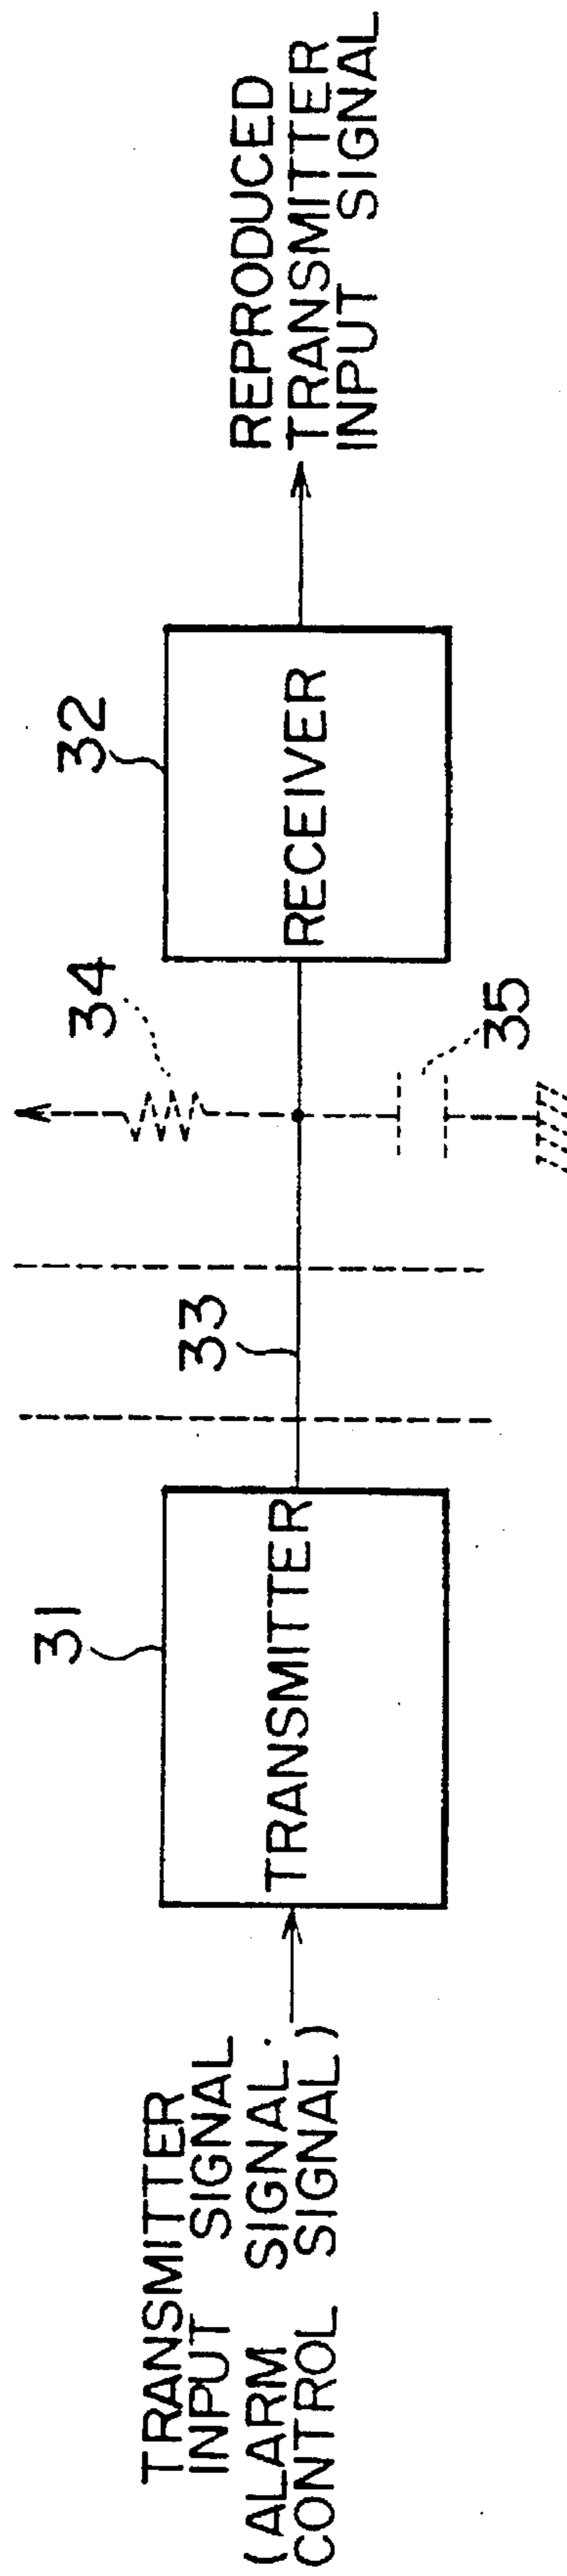 TRANSMITTER
INPUT SIGNAL
(ALARM SIGNAL.
CONTROL SIGNAL)
31
TRANSMITTER
33
34
35
32
RECEIVER
REPRODUCED
TRANSMITTER
INPUT SIGNAL